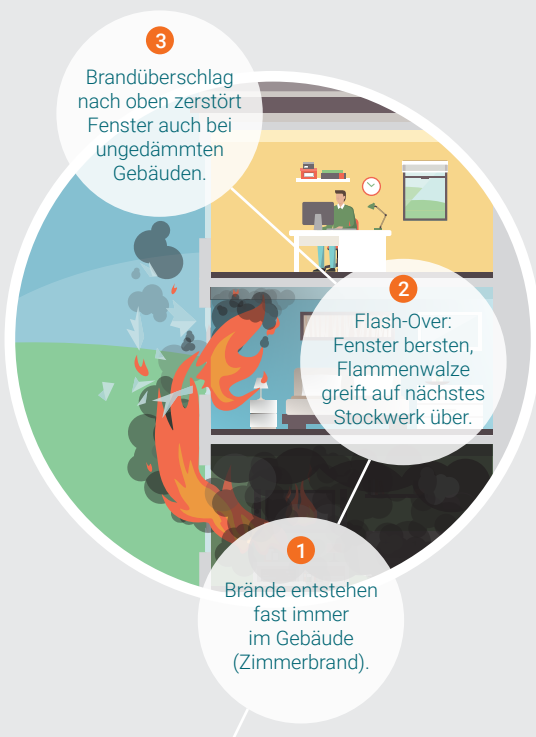 3
Brandüberschlag
nach oben zerstört
Fenster auch bei
ungedämmten
Gebäuden.
2
Flash-Over:
Fenster bersten,
Flammenwalze
greift auf nächstes
Stockwerk über.
1
Brände entstehen
fast immer
im Gebäude
(Zimmerbrand).